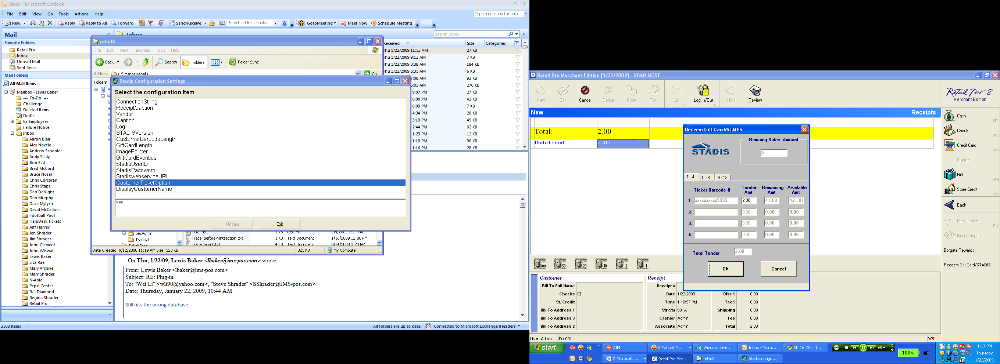 Inbox - Microsoft Outlook
File Edit View Go Tools Actions Help
Type a question for help
New Reply Reply to All Forward Send/Receive Search address books GoToMeeting Meet Now Schedule Meeting
Mail
Favorite Folders
Retail Pro
Inbox
Unread Mail
Sent Items
Mail Folders
All Mail Items
Mailbox - Lewis Baker
--- To-Do ---
Challenge
Deleted Items
Drafts
Ex-Employees
Failure Notice
Inbox
Aaron Blair
Alex Novelo
Andrew Schooler
Andy Sealy
Bob Essl
Brad McCord
Bruce Nosal
Chris Corcoran
Chris Stape
Dan DeNight
Dan Murphy
Dave Mytych
David McCallum
Football Pool
HelpDesk Tickets
Jeff Harvey
Jen Shrader
Jim Shrader
John Clement
John Wiswall
Lewis Baker
Lisa Rae
Mary Archive
Mary Shrader
N-Able
Pepsi Center
R.J. Diamond
Regina Shrader
Retail Pro
3508 Items
Inbox
Search Inbox
Received Size Categories
Thu 1/22/2009 11:53 AM 27 KB
Thu 1/22/2009 9:13 AM 7 KB
Thu 1/22/2009 8:38 AM 184 KB
Thu 1/22/2009 8:35 AM 6 KB
7:08 AM 93 KB
6:01 AM 276 KB
9:07 PM 27 KB
8:00 PM 43 KB
6:09 PM 7 KB
4:34 PM 20 KB
3:18 PM 45 KB
2:44 PM 62 KB
1:23 PM 12 KB
1:18 PM 30 KB
1:16 PM 28 KB
retail8
File Edit View Favorites Tools Help
Back Search Folders Folder Sync
Address C:\imspos\retail8 Go
Folders
Stadis Configuration Settings
Select the configuration Item
ConnectionString
ReceiptCaption
Vendor
Caption
Log
STADISVersion
CustomerBarcodeLength
GiftCardLength
ImagePointer
GiftCardEventIds
StadisUserID
StadisPassword
StadiswebserviceURL
CustomerTicketOption
DisplayCustomerName
YES
Update Exit
SecAdmin
Translat
TicketCheck
TOZ.REC 1 KB REC File 2/4/2002 1:24 PM
Trace_BeforePrintsection.txt 1 KB Text Document 1/16/2009 12:00 PM
Trace_Script.txt 4 KB Text Document 8/14/2008 3:23 PM
Date Created: 9/12/2008 11:19 AM Size: 323 KB 323 KB My Computer
--- On Thu, 1/22/09, Lewis Baker <lbaker@ims-pos.com> wrote:
From: Lewis Baker <lbaker@ims-pos.com>
Subject: RE: Plug-in
To: "Wei Li" <wli90@yahoo.com>, "Steve Shrader" <SShrader@IMS-pos.com>
Date: Thursday, January 22, 2009, 10:44 AM
Still hits the wrong database.
All folders are up to date. Connected to Microsoft Exchange (Headers)
Retail Pro Merchant Edition [1/22/2009] - DEMO MODE
New Edit Cancel Delete Copy Print List Log In/Out Hold Review
F8 CL F7
Retail Pro® 8
Merchant Edition
New Receipts
Total: 2.00
Undefined 2.00
Redeem Gift Card/STADIS
STADIS
Remaing Sales Amount
2
1 - 4 5 - 8 9 - 12
Ticket Barcode # Tender Amt Remaining Amt Available Amt
1. xxxxxxxxxx5555 2.00 419.81 421.81
2. 0.00 0.00 0.00
3. 0.00 0.00 0.00
4. 0.00 0.00 0.00
Total Tender 2.00
Ok Cancel
Cash SF1
Check SF2
Credit Card SF3
Charge
Gift SF4
Store Credit SF5
Back
Print/Update F12
Reset Pinpad
Borgata Rewards
Redeem Gift Card/STADIS
100 50 20 10 5 1
Customer
Bill To Full Name
Checks
St. Credit
Bill To Address 1
Bill To Address 3
Bill To Address 2
Receipt
Receipt #
Date 1/22/2009
Time 1:16:57 PM
Str/Sta 001A
Cashier Admin
Associate Admin
Disc $ 0.00
Tax $ 0.00
Shipping 0.00
Fee 0.00
Total 2.00
User: Admin Pr: 001 WS1
start
AIM 2 Yahoo! M... Windows Live... Inbox - Micro... 00:16:20 - Th...
2 Microsoft ... Retail Pro Mer... retail8 Stadisconfigu...
100%
1:17 PM
Thursday
1/22/2009